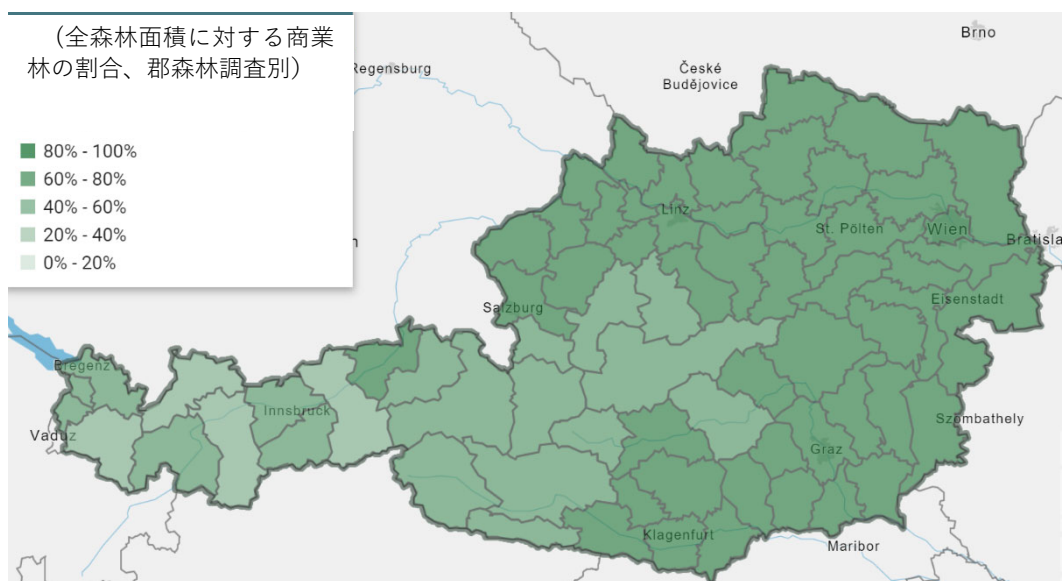 (全森林面積に対する商業
林の割合、郡森林調査別)
80% - 100%
60% - 80%
40% - 60%
20% - 40%
0% - 20%
Brno
Regensburg
České
Budějovice
Linz
St. Pölten
Wien
Bratisla
Salzburg
Eisenstadt
Bregenz
Innsbruck
Vaduz
Szombathely
Graz
Klagenfurt
Maribor